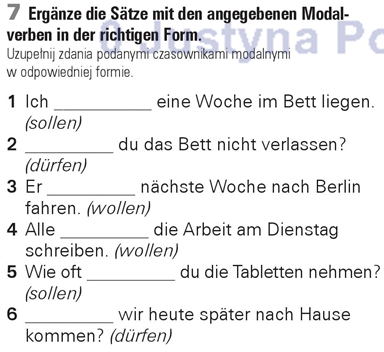 7 Ergänze die Sätze mit den angegebenen Modal-
verben in der richtigen Form.
Uzupełnij zdania podanymi czasownikami modalnymi
w odpowiedniej formie.
1 Ich __________ eine Woche im Bett liegen.
(sollen)
2 __________ du das Bett nicht verlassen?
(dürfen)
3 Er __________ nächste Woche nach Berlin
fahren. (wollen)
4 Alle __________ die Arbeit am Dienstag
schreiben. (wollen)
5 Wie oft __________ du die Tabletten nehmen?
(sollen)
6 __________ wir heute später nach Hause
kommen? (dürfen)